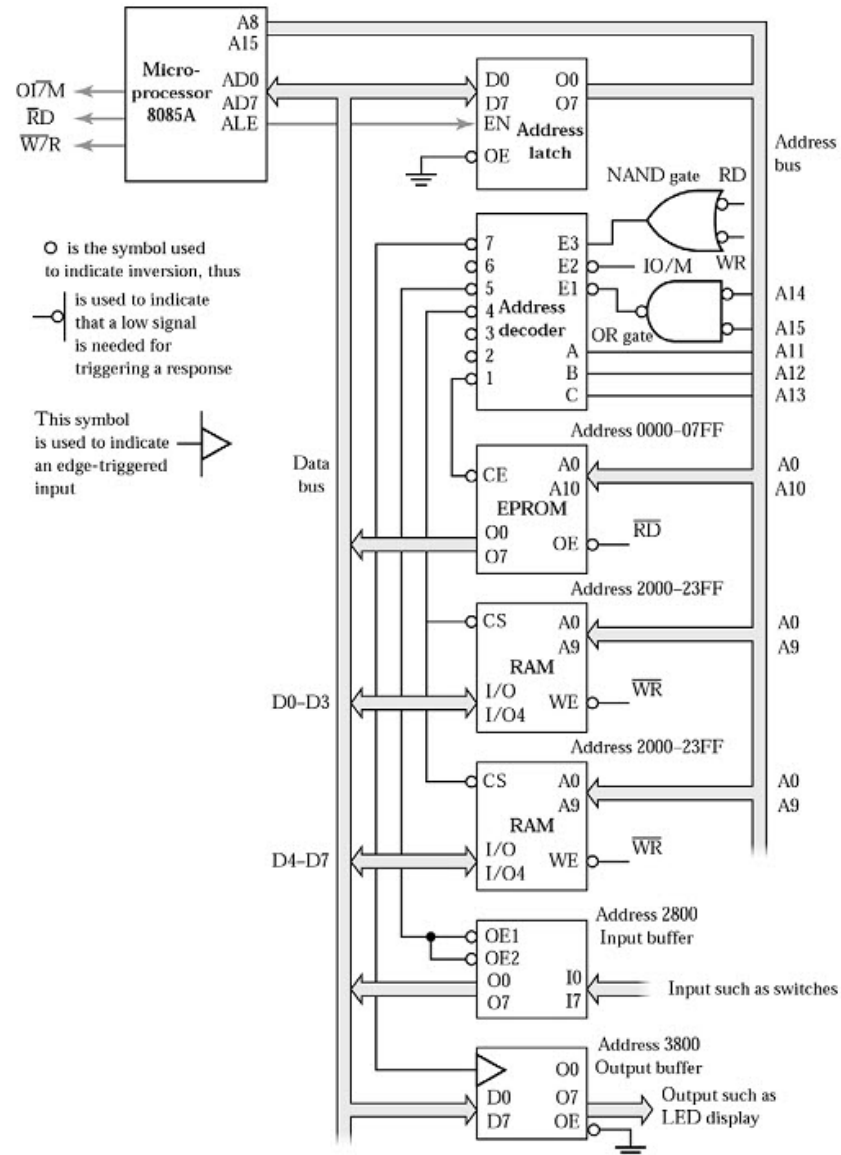 A8
A15
Micro-
processor
8085A
AD0
AD7
ALE
OI/M̅
R̅D
W̅/R
D0
D7
EN
OE
O0
O7
Address
latch
Address
bus
NAND gate
RD
WR
O is the symbol used
to indicate inversion, thus
is used to indicate
that a low signal
is needed for
triggering a response
This symbol
is used to indicate
an edge-triggered
input
7
6
5
4
3
2
1
E3
E2
E1
Address
decoder
A
B
C
IO/M
OR gate
A14
A15
A11
A12
A13
Data
bus
Address 0000–07FF
CE
A0
A10
EPROM
O0
O7
OE
R̅D̅
A0
A10
Address 2000–23FF
CS
A0
A9
RAM
I/O
I/O4
WE
W̅R̅
A0
A9
D0–D3
Address 2000–23FF
CS
A0
A9
RAM
I/O
I/O4
WE
W̅R̅
A0
A9
D4–D7
Address 2800
Input buffer
OE1
OE2
O0
O7
I0
I7
Input such as switches
Address 3800
Output buffer
D0
D7
O0
O7
OE
Output such as
LED display